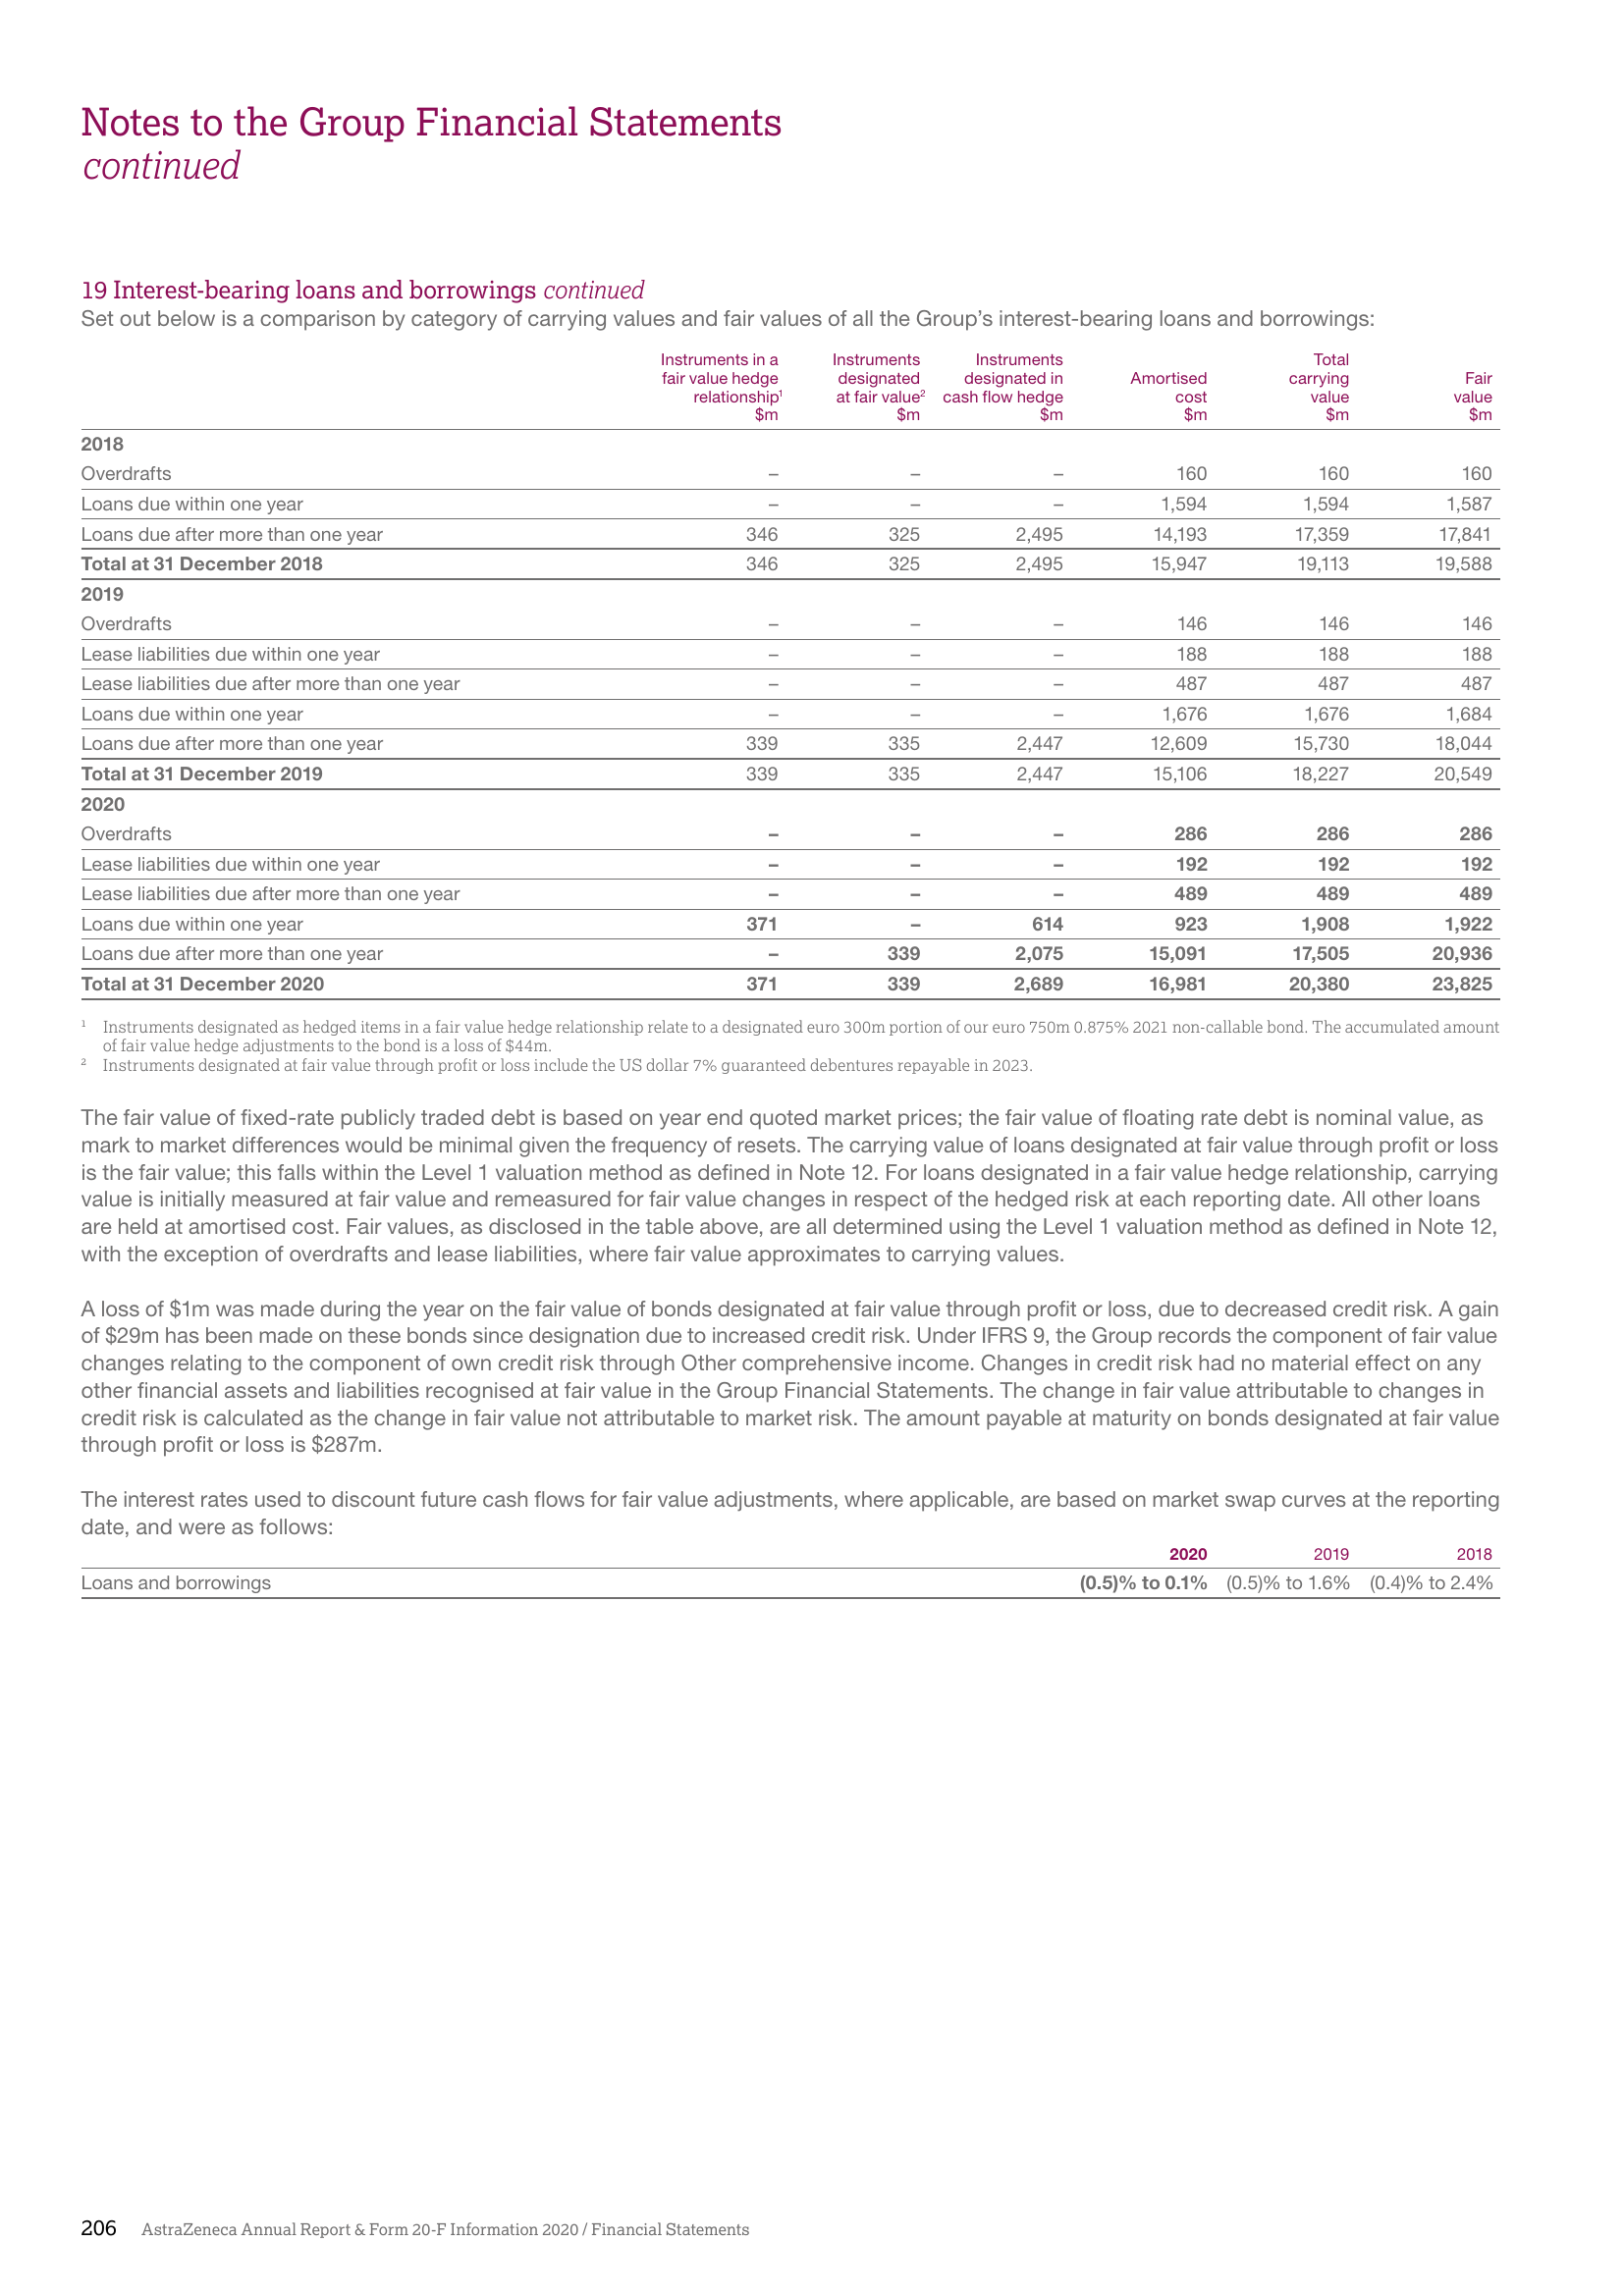 Notes to the Group Financial Statements
continued
19 Interest-bearing loans and borrowings continued
Set out below is a comparison by category of carrying values and fair values of all the Group's interest-bearing loans and borrowings:
Instruments in a fair value hedge relationship¹ $m Instruments designated at fair value² $m Instruments designated in cash flow hedge $m Amortised cost $m Total carrying value $m Fair value $m
2018
Overdrafts – – – 160 160 160
Loans due within one year – – – 1,594 1,594 1,587
Loans due after more than one year 346 325 2,495 14,193 17,359 17,841
Total at 31 December 2018 346 325 2,495 15,947 19,113 19,588
2019
Overdrafts – – – 146 146 146
Lease liabilities due within one year – – – 188 188 188
Lease liabilities due after more than one year – – – 487 487 487
Loans due within one year – – – 1,676 1,676 1,684
Loans due after more than one year 339 335 2,447 12,609 15,730 18,044
Total at 31 December 2019 339 335 2,447 15,106 18,227 20,549
2020
Overdrafts – – – 286 286 286
Lease liabilities due within one year – – – 192 192 192
Lease liabilities due after more than one year – – – 489 489 489
Loans due within one year 371 – 614 923 1,908 1,922
Loans due after more than one year – 339 2,075 15,091 17,505 20,936
Total at 31 December 2020 371 339 2,689 16,981 20,380 23,825
¹ Instruments designated as hedged items in a fair value hedge relationship relate to a designated euro 300m portion of our euro 750m 0.875% 2021 non-callable bond. The accumulated amount
of fair value hedge adjustments to the bond is a loss of $44m.
² Instruments designated at fair value through profit or loss include the US dollar 7% guaranteed debentures repayable in 2023.
The fair value of fixed-rate publicly traded debt is based on year end quoted market prices; the fair value of floating rate debt is nominal value, as
mark to market differences would be minimal given the frequency of resets. The carrying value of loans designated at fair value through profit or loss
is the fair value; this falls within the Level 1 valuation method as defined in Note 12. For loans designated in a fair value hedge relationship, carrying
value is initially measured at fair value and remeasured for fair value changes in respect of the hedged risk at each reporting date. All other loans
are held at amortised cost. Fair values, as disclosed in the table above, are all determined using the Level 1 valuation method as defined in Note 12,
with the exception of overdrafts and lease liabilities, where fair value approximates to carrying values.
A loss of $1m was made during the year on the fair value of bonds designated at fair value through profit or loss, due to decreased credit risk. A gain
of $29m has been made on these bonds since designation due to increased credit risk. Under IFRS 9, the Group records the component of fair value
changes relating to the component of own credit risk through Other comprehensive income. Changes in credit risk had no material effect on any
other financial assets and liabilities recognised at fair value in the Group Financial Statements. The change in fair value attributable to changes in
credit risk is calculated as the change in fair value not attributable to market risk. The amount payable at maturity on bonds designated at fair value
through profit or loss is $287m.
The interest rates used to discount future cash flows for fair value adjustments, where applicable, are based on market swap curves at the reporting
date, and were as follows:
2020 2019 2018
Loans and borrowings (0.5)% to 0.1% (0.5)% to 1.6% (0.4)% to 2.4%
206 AstraZeneca Annual Report & Form 20-F Information 2020 / Financial Statements